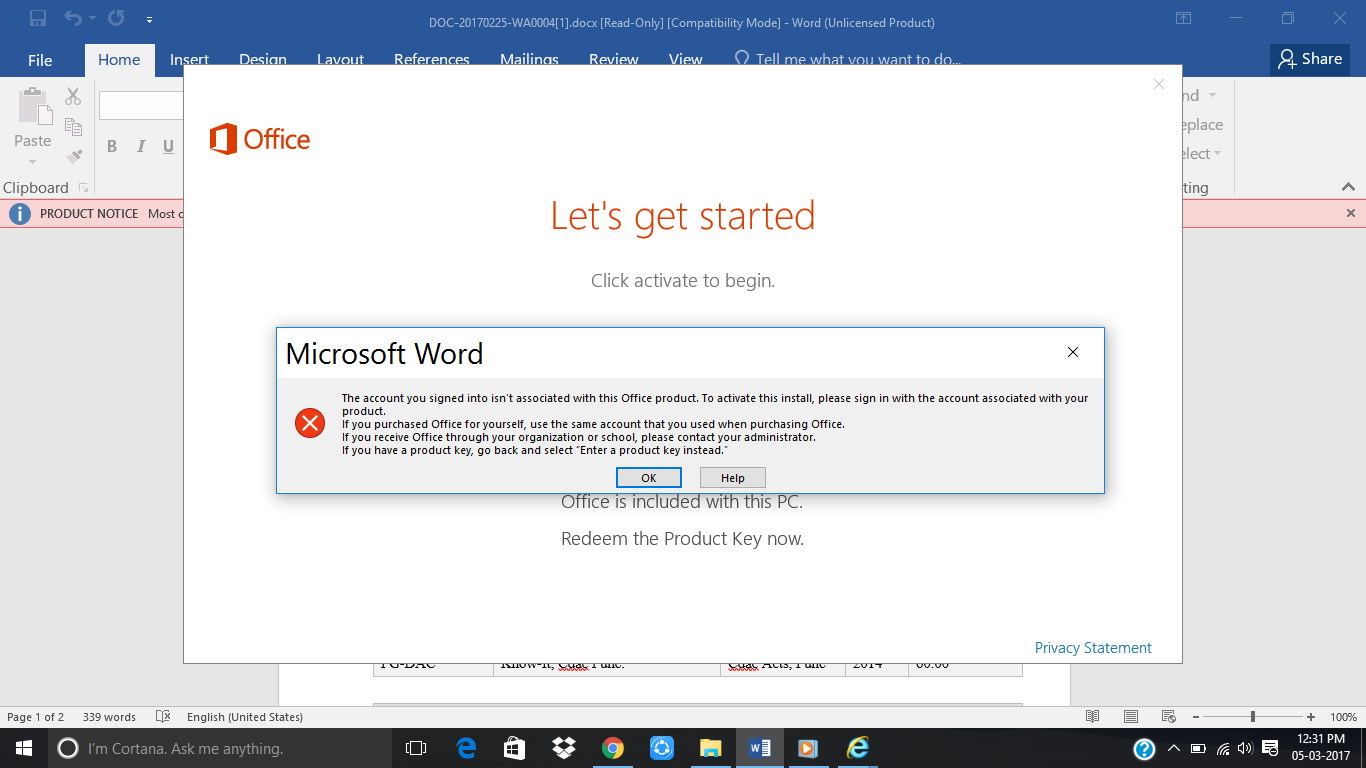 DOC-20170225-WA0004[1].docx [Read-Only] [Compatibility Mode] - Word (Unlicensed Product)
File Home Insert Design Layout References Mailings Review View Tell me what you want to do... Share
Paste
B I U
nd
eplace
elect
Clipboard
ting
PRODUCT NOTICE Most
Office
Let's get started
Click activate to begin.
Microsoft Word
The account you signed into isn't associated with this Office product. To activate this install, please sign in with the account associated with your
product.
If you purchased Office for yourself, use the same account that you used when purchasing Office.
If you receive Office through your organization or school, please contact your administrator.
If you have a product key, go back and select "Enter a product key instead."
OK Help
Office is included with this PC.
Redeem the Product Key now.
Privacy Statement
PG-DAC Know-It, Cdac Pune. Cdac Acts, Pune 2014 60.00
Page 1 of 2 339 words English (United States) 100%
I'm Cortana. Ask me anything.
12:31 PM
05-03-2017